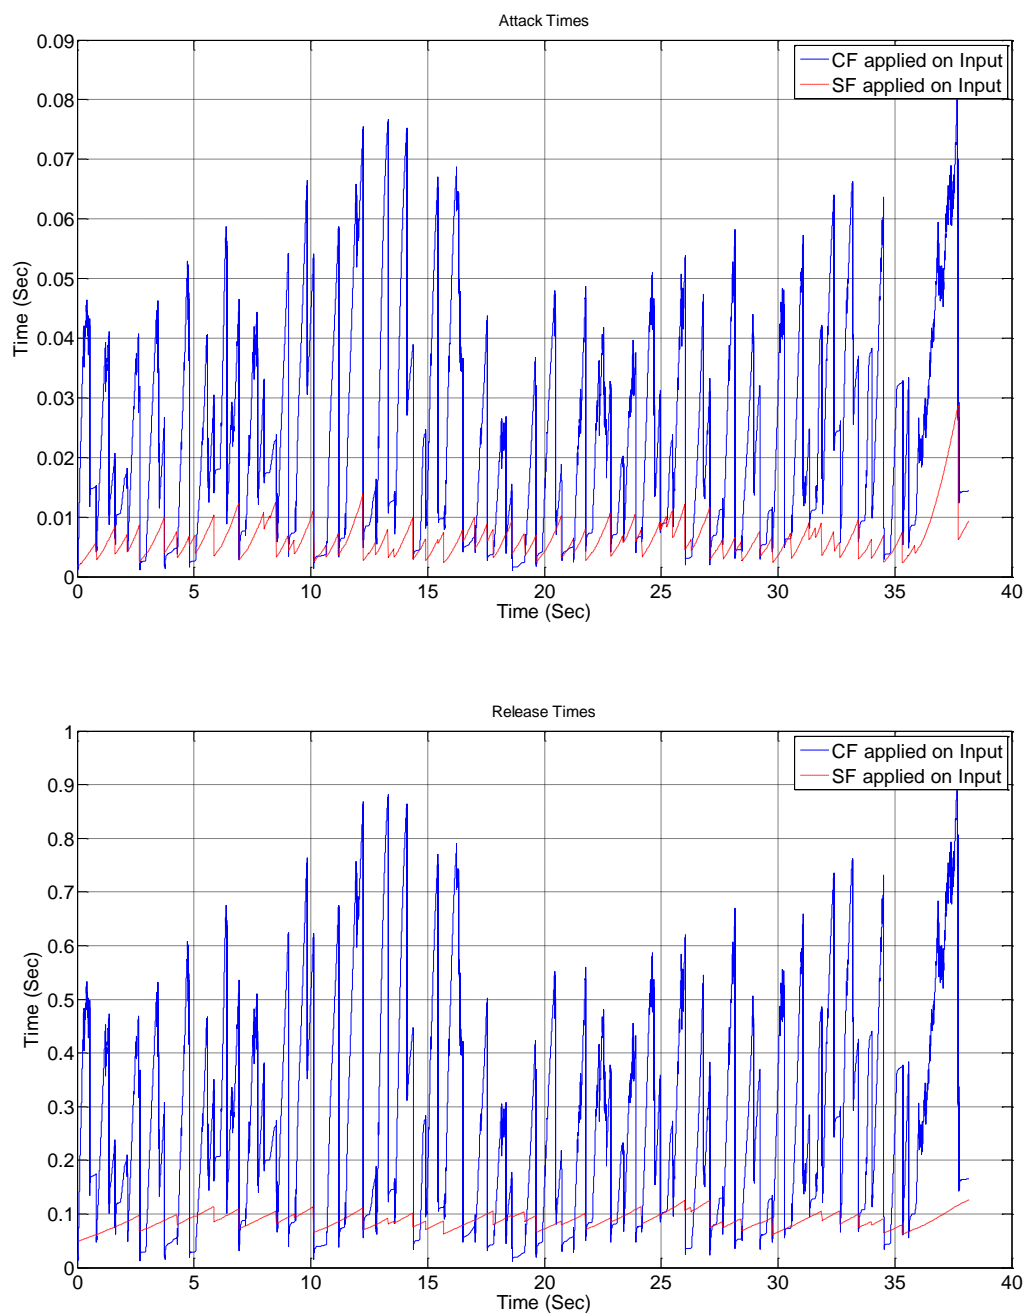 Attack Times
0.09
0.08
0.07
0.06
0.05
0.04
0.03
0.02
0.01
0
Time (Sec)
CF applied on Input
SF applied on Input
0 5 10 15 20 25 30 35 40
Time (Sec)
Release Times
1
0.9
0.8
0.7
0.6
0.5
0.4
0.3
0.2
0.1
0
Time (Sec)
CF applied on Input
SF applied on Input
0 5 10 15 20 25 30 35 40
Time (Sec)